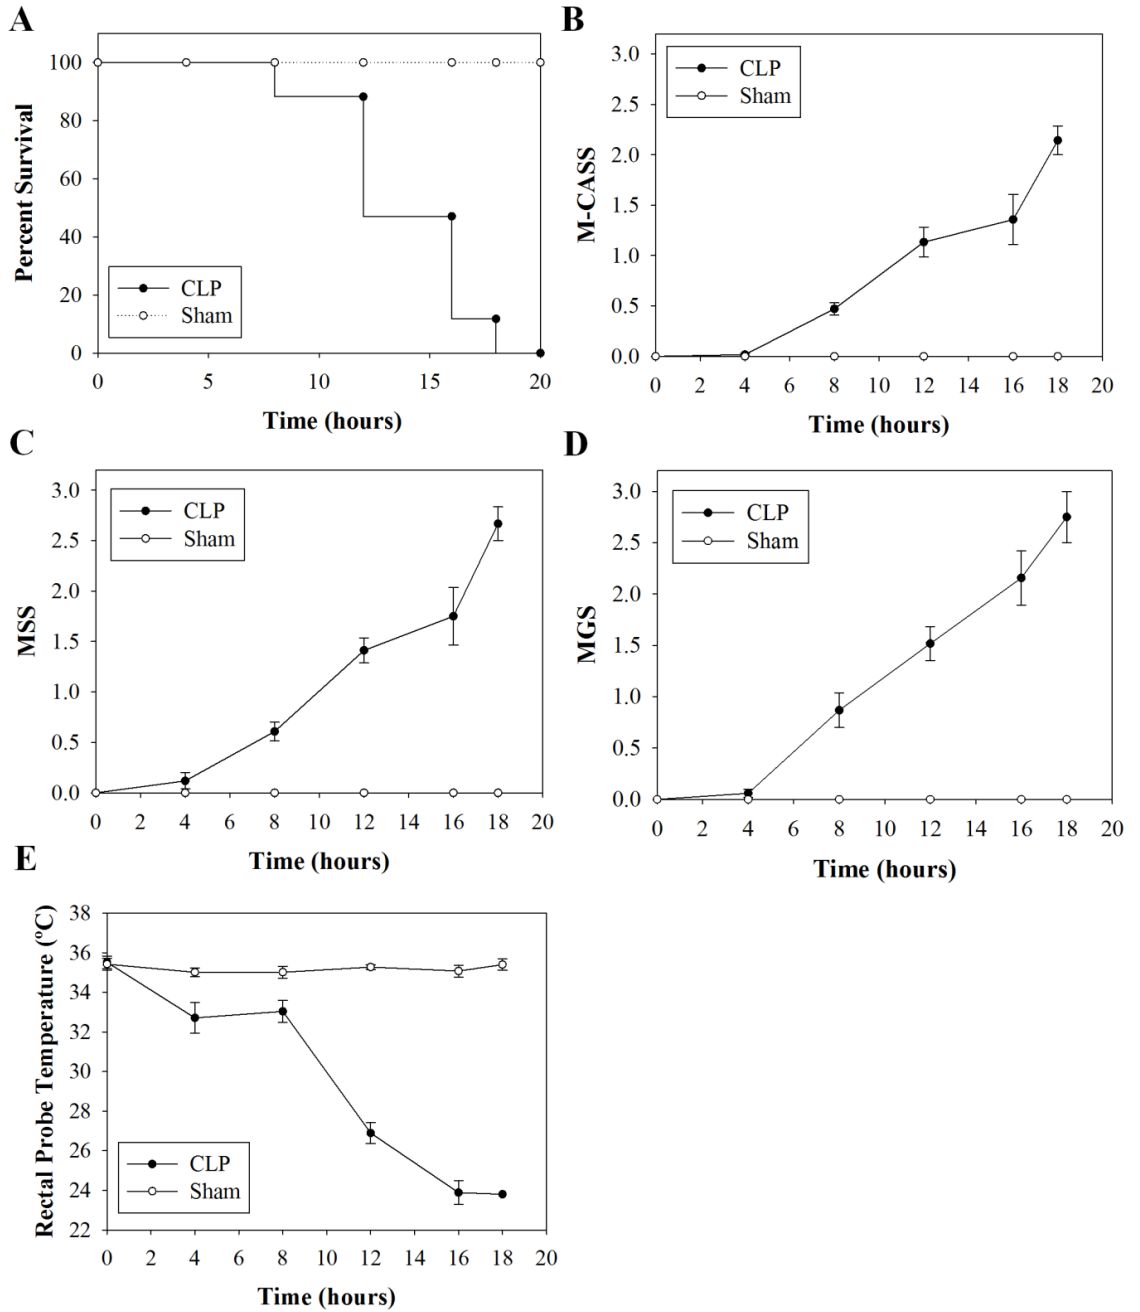 A
Percent Survival
100
80
60
40
20
0
CLP
Sham
0 5 10 15 20
Time (hours)
B
M-CASS
3.0
2.5
2.0
1.5
1.0
0.5
0.0
CLP
Sham
0 2 4 6 8 10 12 14 16 18 20
Time (hours)
C
MSS
3.0
2.5
2.0
1.5
1.0
0.5
0.0
CLP
Sham
0 2 4 6 8 10 12 14 16 18 20
Time (hours)
D
MGS
3.0
2.5
2.0
1.5
1.0
0.5
0.0
CLP
Sham
0 2 4 6 8 10 12 14 16 18 20
Time (hours)
E
Rectal Probe Temperature (ºC)
38
36
34
32
30
28
26
24
22
CLP
Sham
0 2 4 6 8 10 12 14 16 18 20
Time (hours)